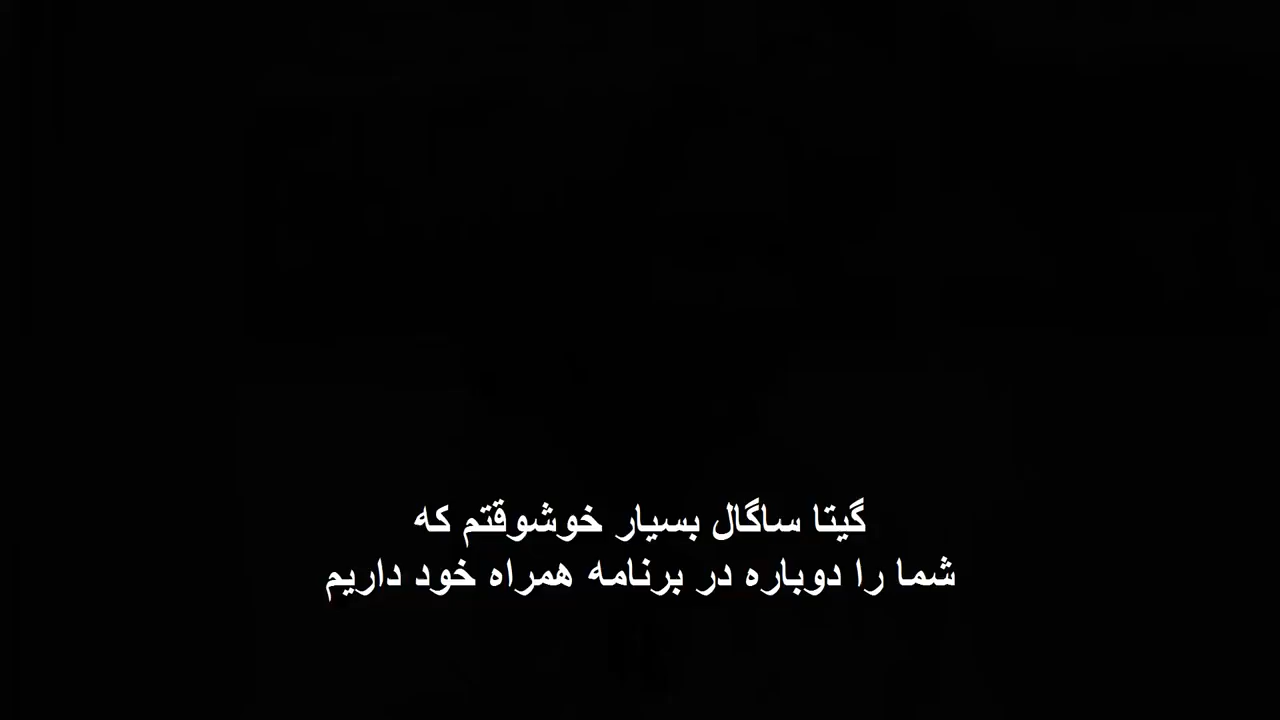 گیتا ساگال بسیار خوشوقتم که
شما را دوباره در برنامه همراه خود داریم